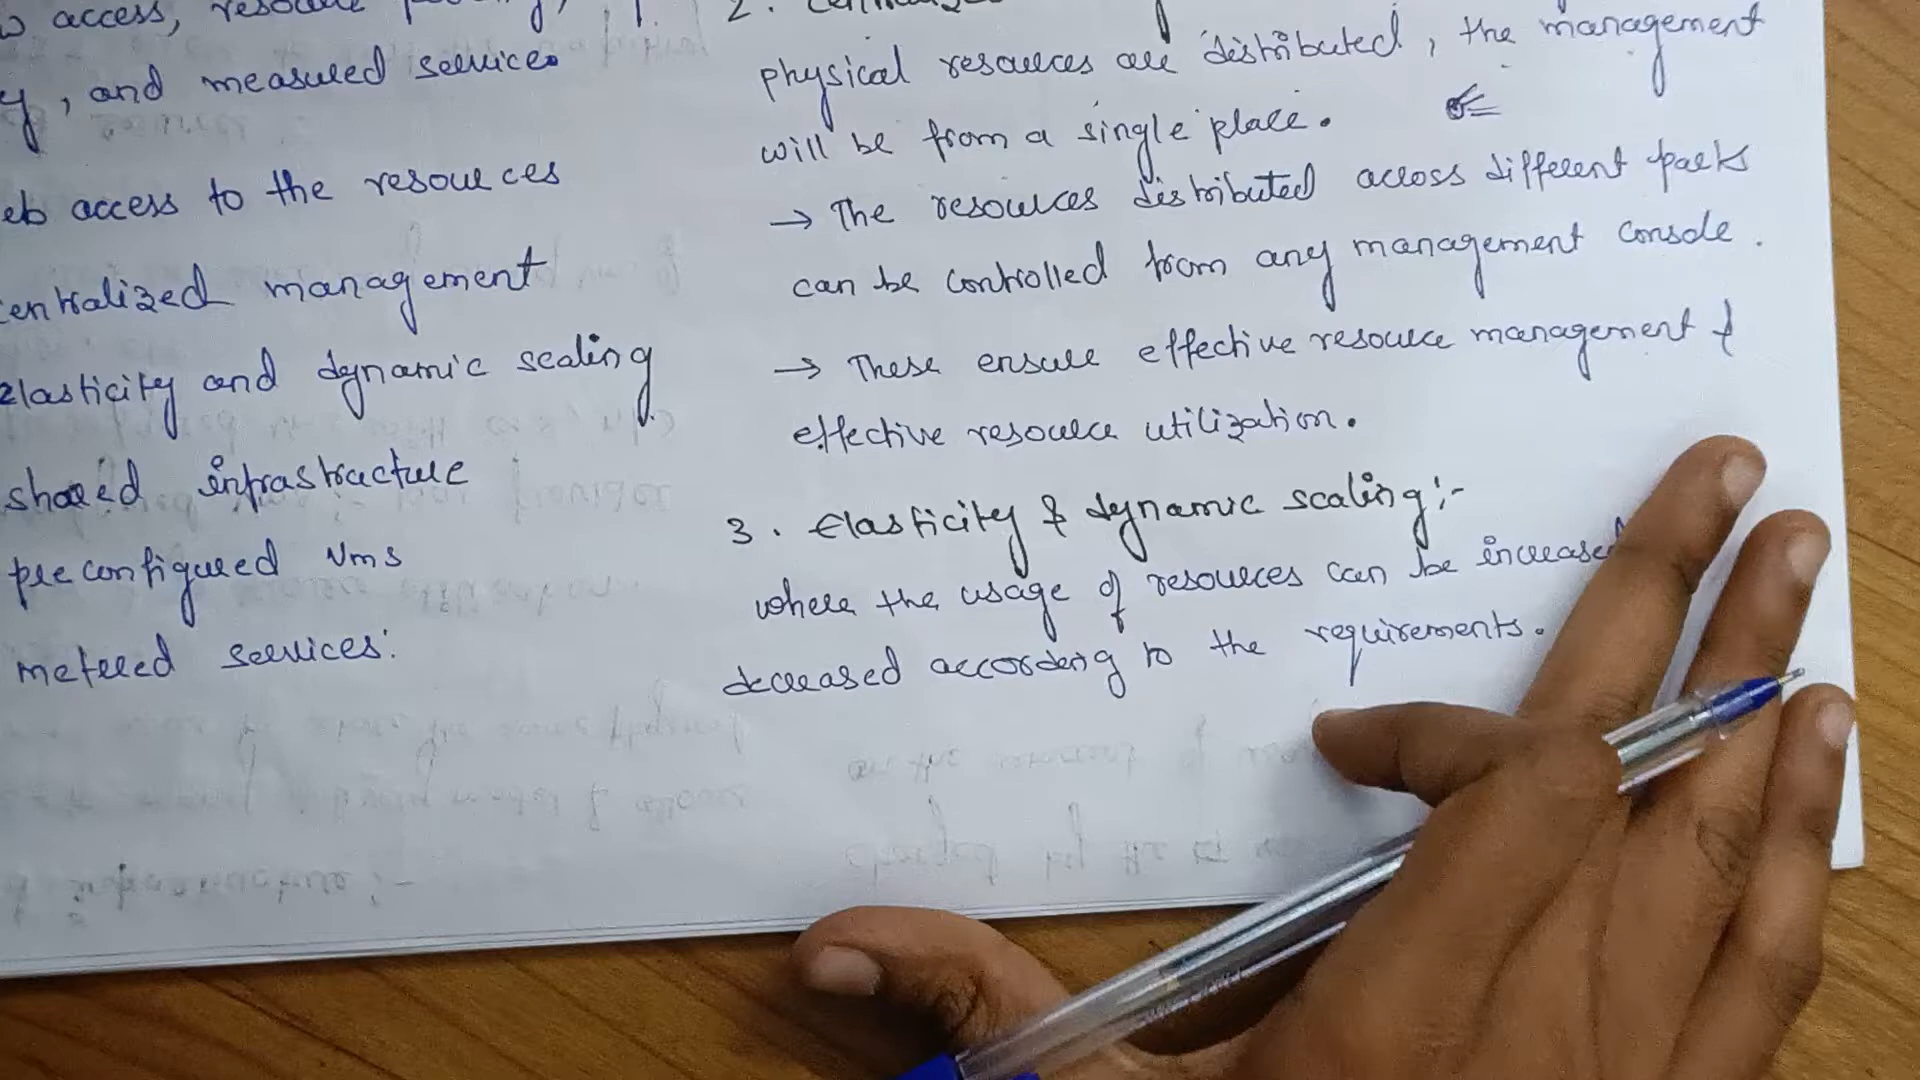 access,
y, and measured services
eb access to the resources
entralized management
Elasticity and dynamic scaling
shared infrastructure
preconfigured Vms
metered services:
2.
physical resources are distributed, the management
will be from a single place.
→ The resources distributed across different parts
can be controlled from any management console.
→ These ensure effective resource management &
effective resource utilization.
3. Elasticity & dynamic scaling:-
where the usage of resources can be increased
decreased according to the requirements.